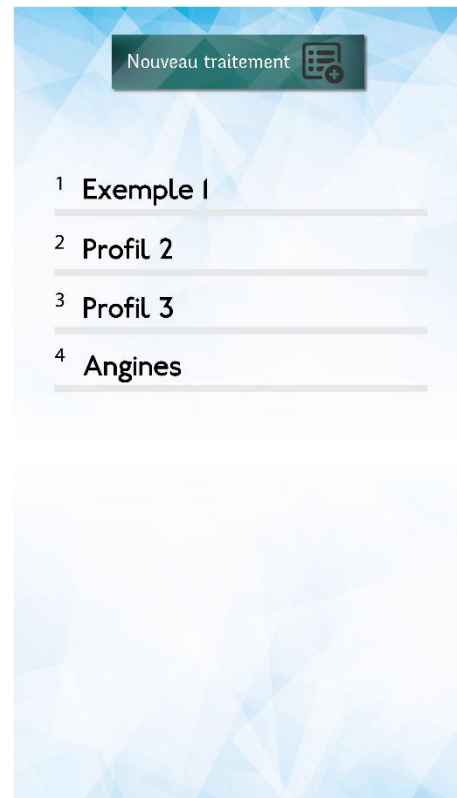 Nouveau traitement
1 Exemple 1
2 Profil 2
3 Profil 3
4 Angines